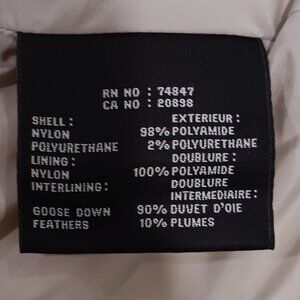 RN NO : 74847
CA NO : 20898
SHELL : EXTERIEUR :
NYLON 98% POLYAMIDE
POLYURETHANE 2% POLYURETHANE
LINING : DOUBLURE :
NYLON 100% POLYAMIDE
INTERLINING : DOUBLURE
INTERMEDIAIRE :
GOOSE DOWN 90% DUVET D'OIE
FEATHERS 10% PLUMES